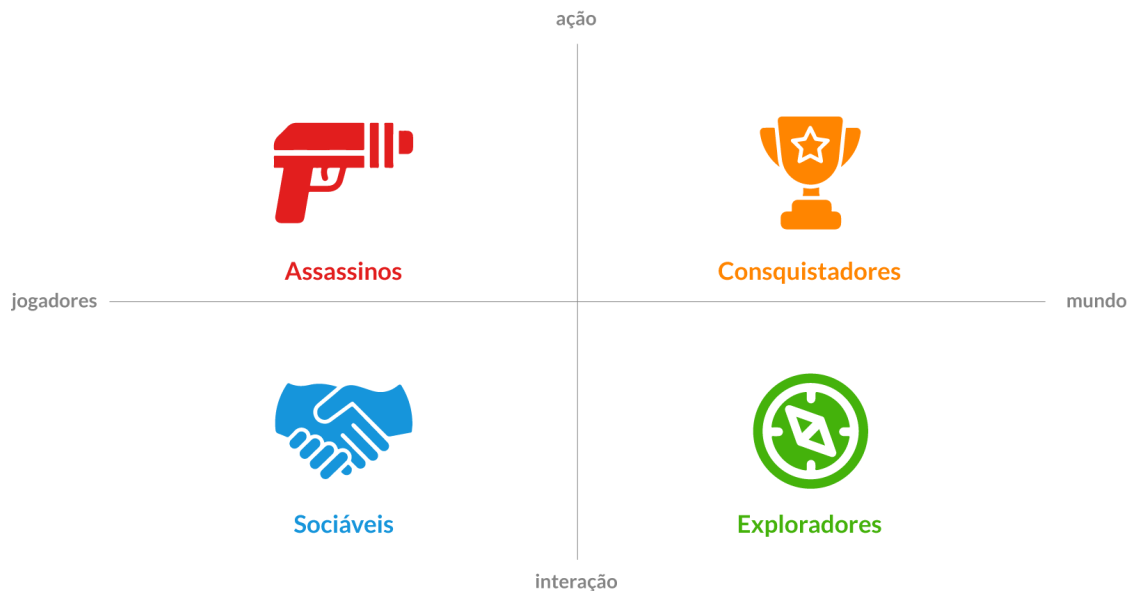 ação
Assassinos
Consquistadores
jogadores
mundo
Sociáveis
Exploradores
interação